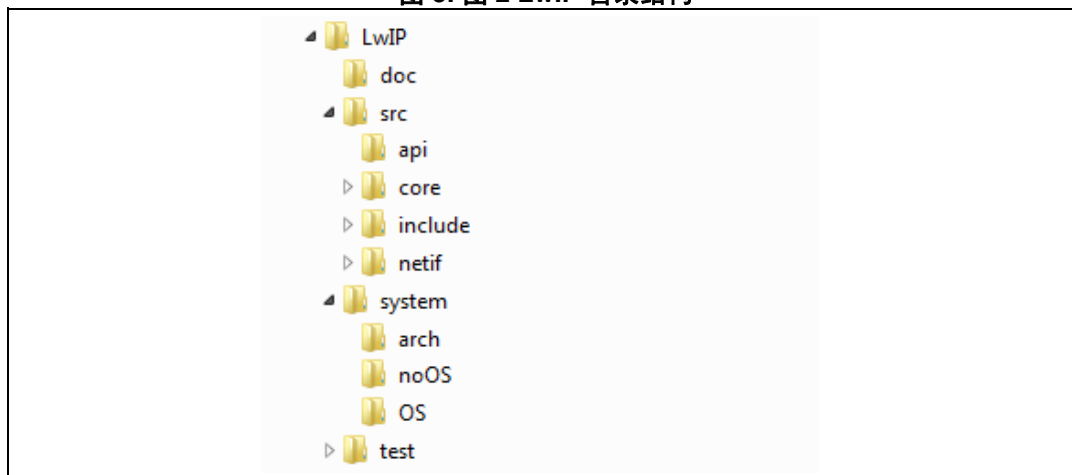 LwIP
doc
src
api
core
include
netif
system
arch
noOS
OS
test